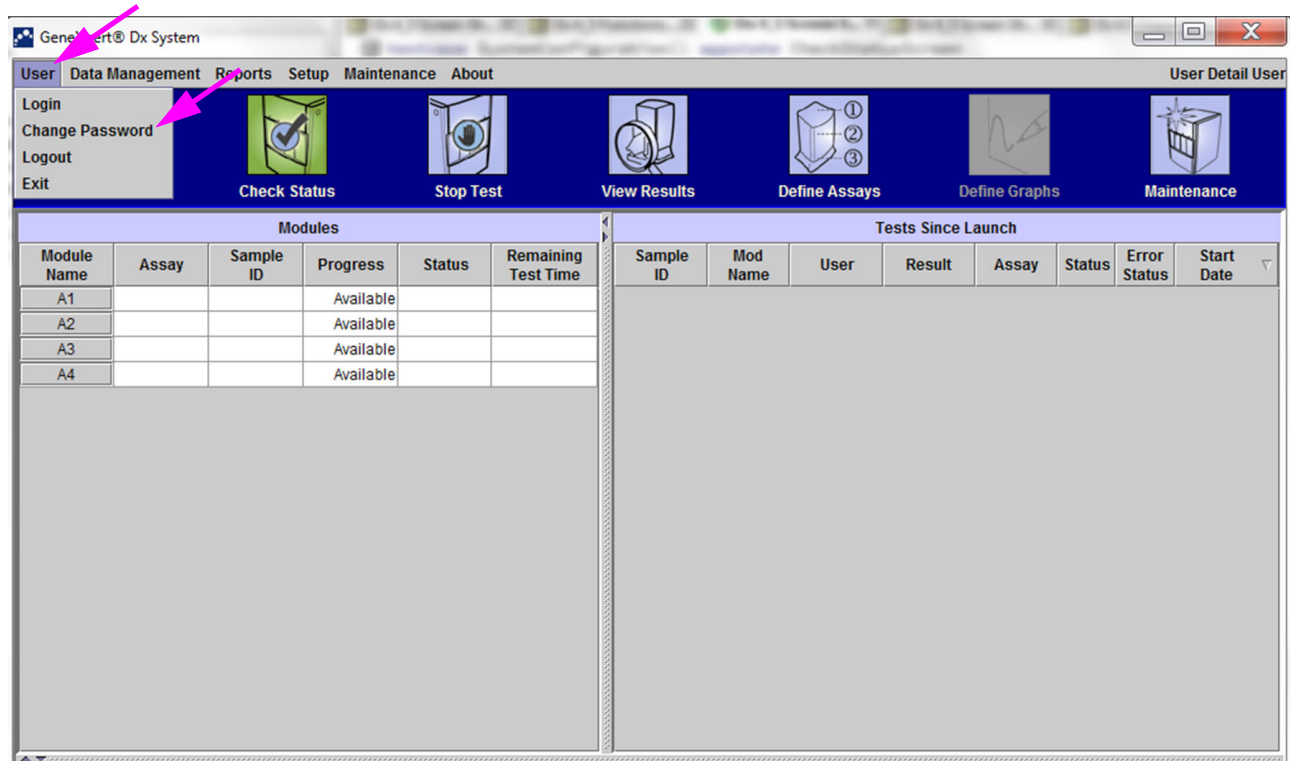 GeneXpert® Dx System
User Data Management Reports Setup Maintenance About User Detail User
Login
Change Password
Logout
Exit
Check Status Stop Test View Results Define Assays Define Graphs Maintenance
①
②
③
Modules
Module Name Assay Sample ID Progress Status Remaining Test Time
A1 Available
A2 Available
A3 Available
A4 Available
Tests Since Launch
Sample ID Mod Name User Result Assay Status Error Status Start Date